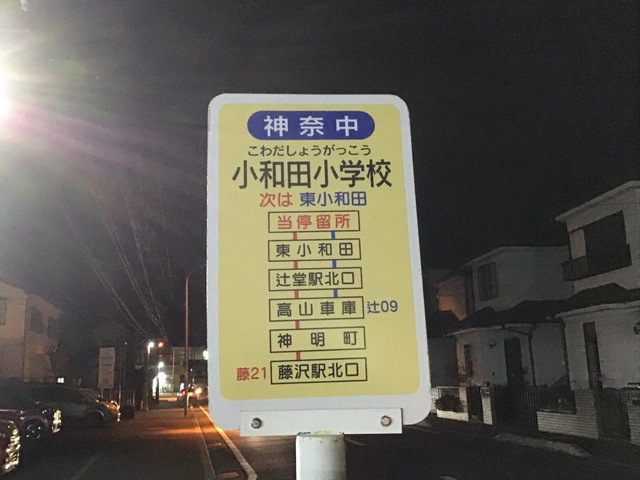 神奈中
こわだしょうがっこう
小和田小学校
次は 東小和田
当停留所
東小和田
辻堂駅北口
高山車庫 辻09
神明町
藤21 藤沢駅北口